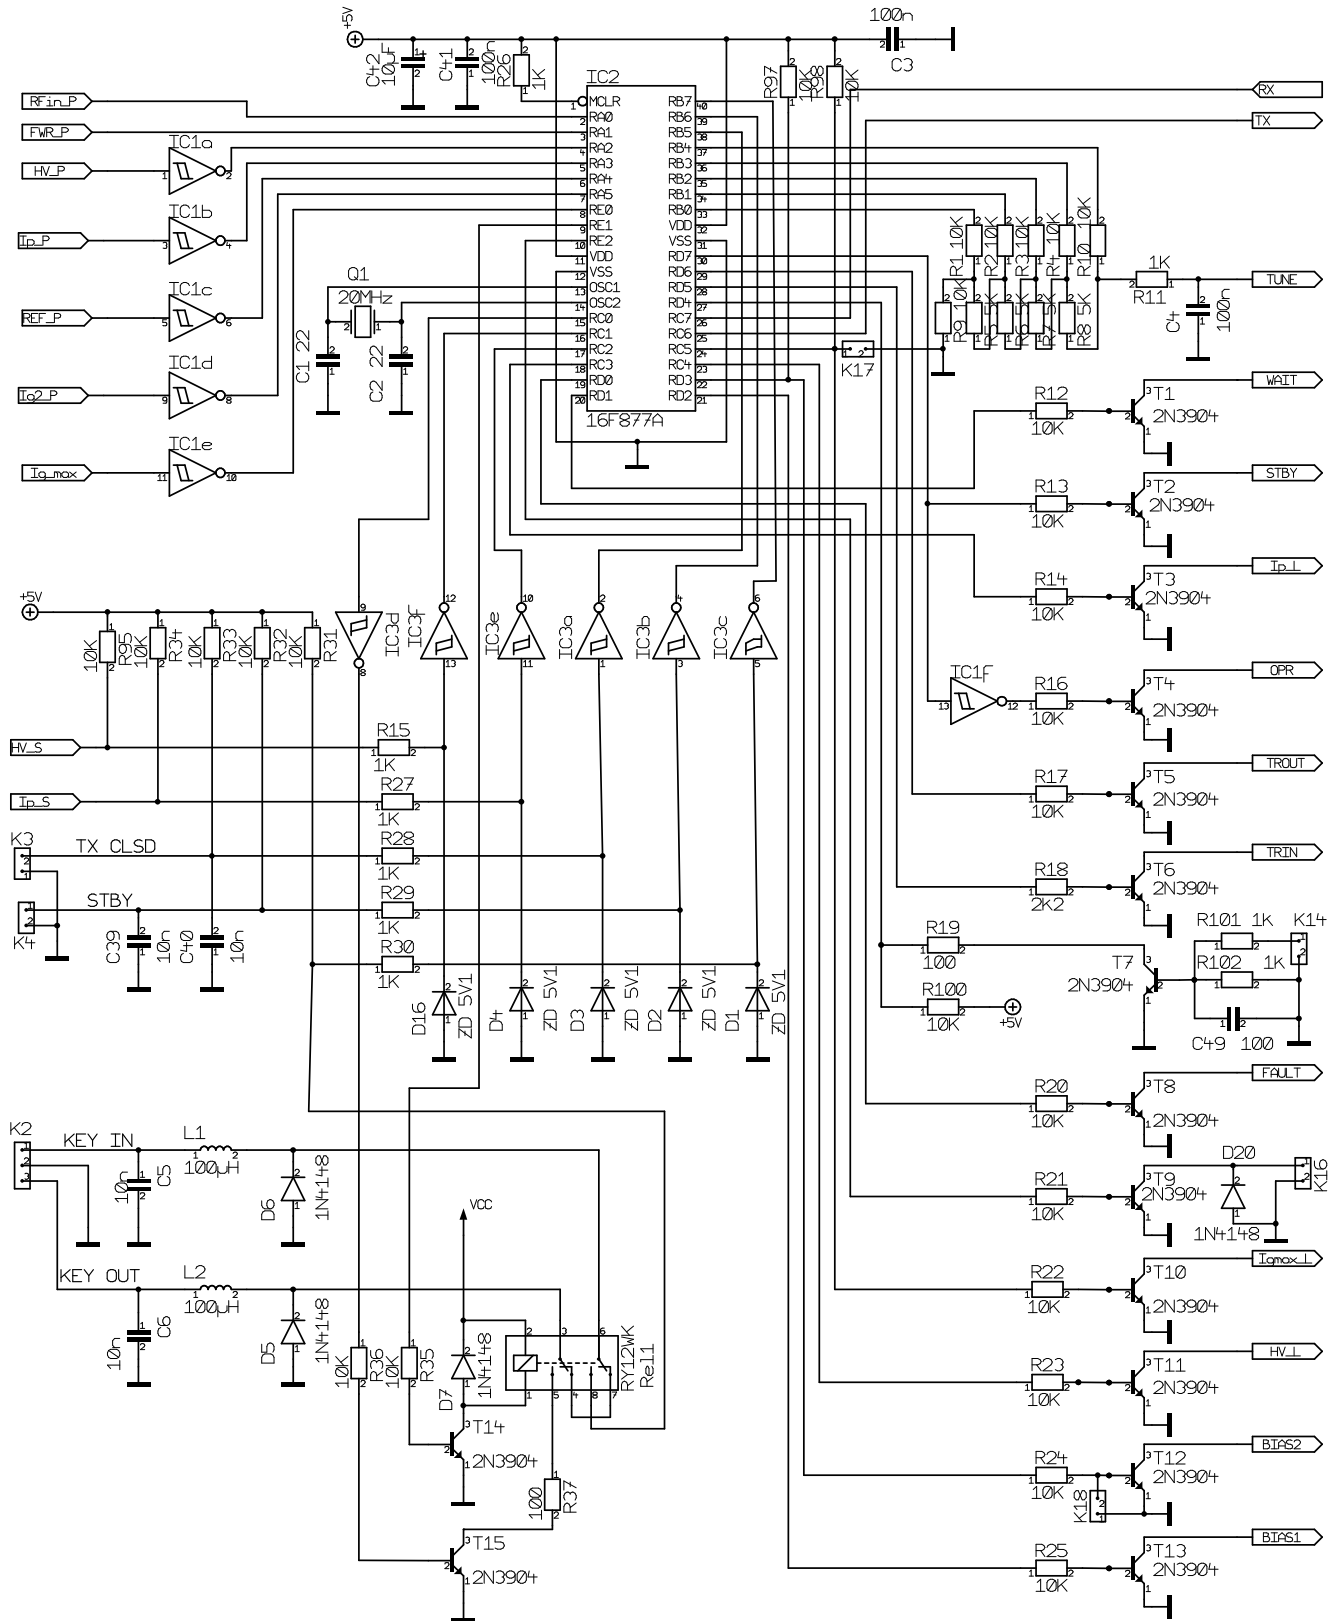 +5V
C42
10µF
C41
100n
R26
1K
100n
C3
R97
10K
R98
10K
IC2
MCLR
RA0
RA1
RA2
RA3
RA4
RA5
RE0
RE1
RE2
VDD
VSS
OSC1
OSC2
RC0
RC1
RC2
RC3
RD0
RD1
RB7
RB6
RB5
RB4
RB3
RB2
RB1
RB0
VDD
VSS
RD7
RD6
RD5
RD4
RC7
RC6
RC5
RC4
RD3
RD2
16F877A
RFin_P
FWR_P
HV_P
Ip_P
REF_P
Ig2_P
Ig_max
IC1a
IC1b
IC1c
IC1d
IC1e
Q1
20MHz
C1 22
C2 22
RX
TX
R1 10K
R2 10K
R3 10K
R4 10K
R10 10K
R9 10K
R5 5K
R6 5K
R7 5K
R8 5K
1K
R11
C4
100n
TUNE
K17
R12
10K
T1
2N3904
WAIT
R13
10K
T2
2N3904
STBY
R14
10K
T3
2N3904
Ip_L
IC1F
R16
10K
T4
2N3904
OPR
R17
10K
T5
2N3904
TROUT
R18
2K2
T6
2N3904
TRIN
R19
100
R100
10K
+5V
T7
2N3904
R101 1K
R102 1K
K14
C49 100
R20
10K
T8
2N3904
FAULT
R21
10K
T9
2N3904
D20
1N4148
K16
R22
10K
T10
2N3904
Igmax_L
R23
10K
T11
2N3904
HV_L
R24
10K
K18
T12
2N3904
BIAS2
R25
10K
T13
2N3904
BIAS1
+5V
10K
R95
10K
R34
10K
R33
10K
R32
10K
R31
IC3d
IC3f
IC3e
IC3a
IC3b
IC3c
HV_S
Ip_S
K3
TX CLSD
K4
STBY
R15
1K
R27
1K
R28
1K
R29
1K
R30
1K
C39
10n
C40
10n
D16
ZD 5V1
D4
ZD 5V1
D3
ZD 5V1
D2
ZD 5V1
D1
ZD 5V1
K2
KEY IN
L1
100µH
10n
C5
D6
1N4148
KEY OUT
L2
100µH
10n
C6
D5
1N4148
VCC
10K
R36
10K
R35
D7
1N4148
RY12WK
Rel1
T14
2N3904
100
R37
T15
2N3904